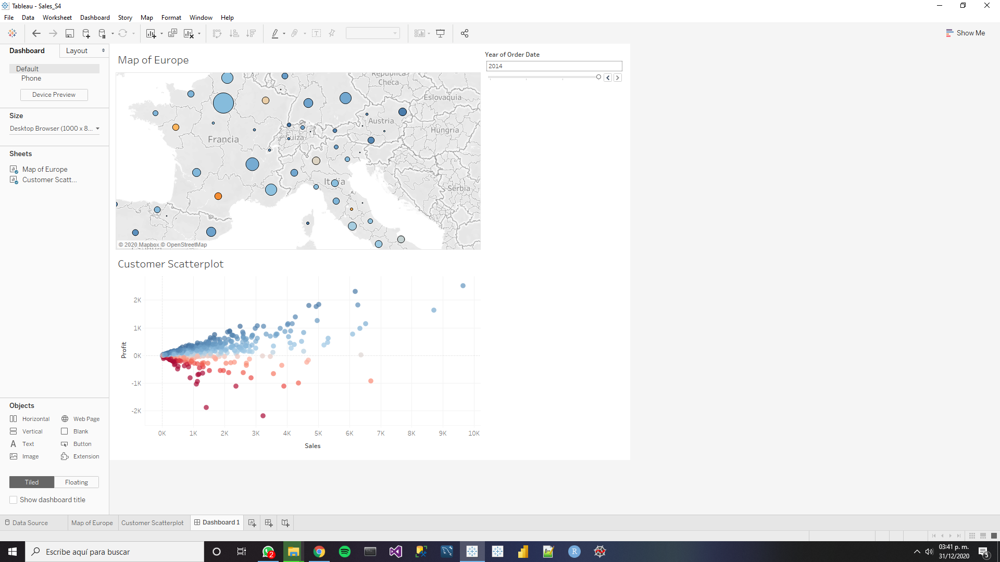 Tableau - Sales_S4
File Data Worksheet Dashboard Story Map Format Window Help
Show Me
Dashboard Layout
Default
Phone
Device Preview
Size
Desktop Browser (1000 x 8...
Sheets
Map of Europe
Customer Scatt...
Objects
Horizontal Web Page
Vertical Blank
Text Button
Image Extension
Tiled Floating
Show dashboard title
Map of Europe
República
Checa
Eslovaquia
Austria
Hungría
Francia
Suiza
Italia
Serbia
© 2020 Mapbox © OpenStreetMap
Year of Order Date
2014
Customer Scatterplot
Profit
2K
1K
0K
-1K
-2K
0K 1K 2K 3K 4K 5K 6K 7K 8K 9K 10K
Sales
Data Source Map of Europe Customer Scatterplot Dashboard 1
Escribe aquí para buscar
2
R
03:41 p. m.
31/12/2020
5